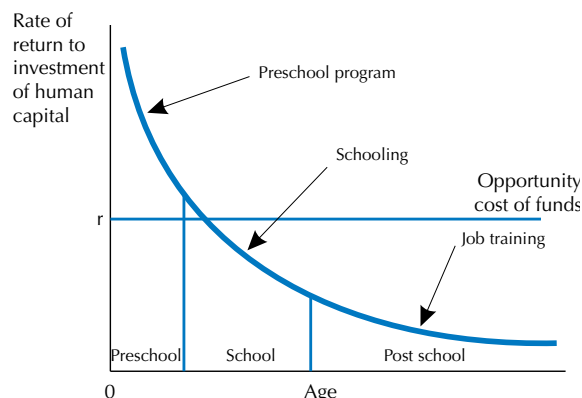 Rate of
return to
investment
of human
capital
Preschool program
Schooling
Opportunity
cost of funds
r
Job training
Preschool
School
Post school
0
Age